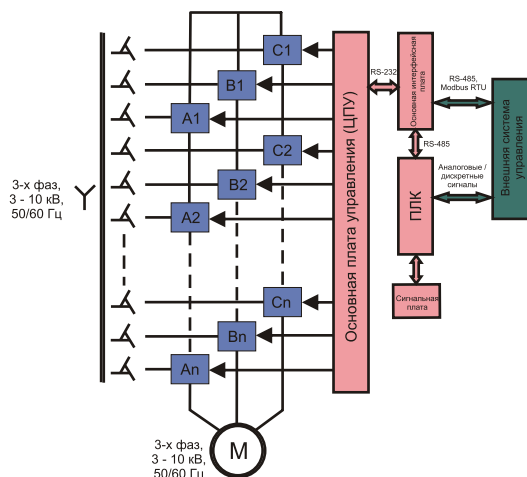 C1
B1
A1
C2
B2
A2
Cn
Bn
An
3-х фаз,
3 - 10 кВ,
50/60 Гц
3-х фаз,
3 - 10 кВ,
50/60 Гц
M
Основная плата управления (ЦПУ)
RS-232
Основная интерфейсная
плата
RS-485,
Modbus RTU
RS-485
Аналоговые /
дискретные
сигналы
ПЛК
Сигнальная
плата
Внешняя система
управления